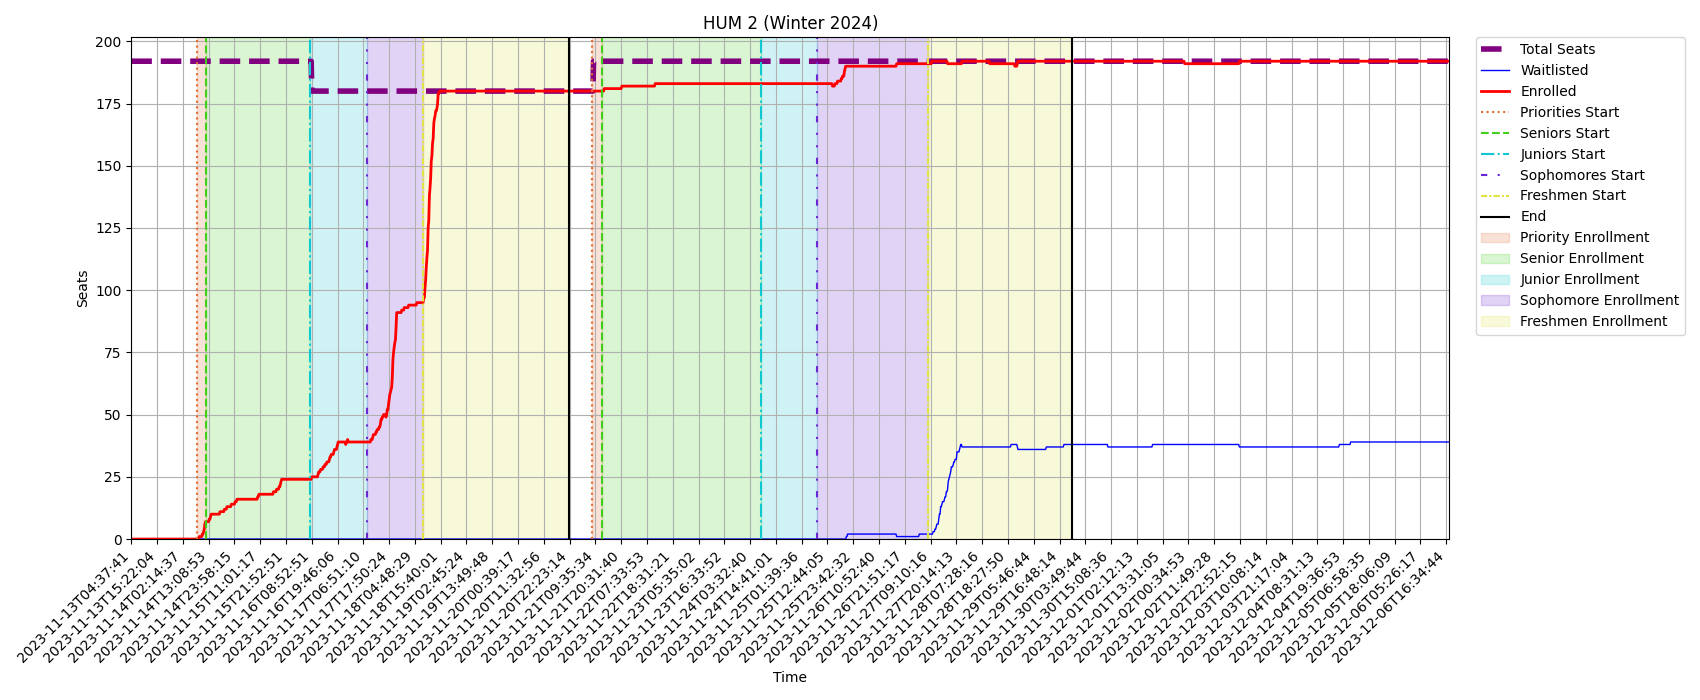 HUM 2 (Winter 2024)
Seats
200
175
150
125
100
75
50
25
0
2023-11-13T04:37:41
2023-11-13T15:22:04
2023-11-14T02:14:37
2023-11-14T13:08:53
2023-11-14T23:58:15
2023-11-15T11:01:17
2023-11-15T21:52:51
2023-11-16T08:52:51
2023-11-16T19:46:06
2023-11-17T06:51:10
2023-11-17T17:50:24
2023-11-18T04:48:29
2023-11-18T15:40:01
2023-11-19T02:45:24
2023-11-19T13:49:48
2023-11-20T00:39:17
2023-11-20T11:32:56
2023-11-20T22:23:14
2023-11-21T09:35:34
2023-11-21T20:31:40
2023-11-22T07:33:53
2023-11-22T18:31:21
2023-11-23T05:35:02
2023-11-23T16:33:52
2023-11-24T03:32:40
2023-11-24T14:41:01
2023-11-25T01:39:36
2023-11-25T12:44:05
2023-11-25T23:42:32
2023-11-26T10:52:40
2023-11-26T21:51:17
2023-11-27T09:10:16
2023-11-27T20:14:13
2023-11-28T07:28:16
2023-11-28T18:27:50
2023-11-29T05:46:44
2023-11-29T16:48:14
2023-11-30T03:49:44
2023-11-30T15:08:36
2023-12-01T02:12:13
2023-12-01T13:31:05
2023-12-02T00:34:53
2023-12-02T11:49:28
2023-12-02T22:52:15
2023-12-03T10:08:14
2023-12-03T21:17:04
2023-12-04T08:31:13
2023-12-04T19:36:53
2023-12-05T06:58:35
2023-12-05T18:06:09
2023-12-06T05:26:17
2023-12-06T16:34:44
Time
Total Seats
Waitlisted
Enrolled
Priorities Start
Seniors Start
Juniors Start
Sophomores Start
Freshmen Start
End
Priority Enrollment
Senior Enrollment
Junior Enrollment
Sophomore Enrollment
Freshmen Enrollment